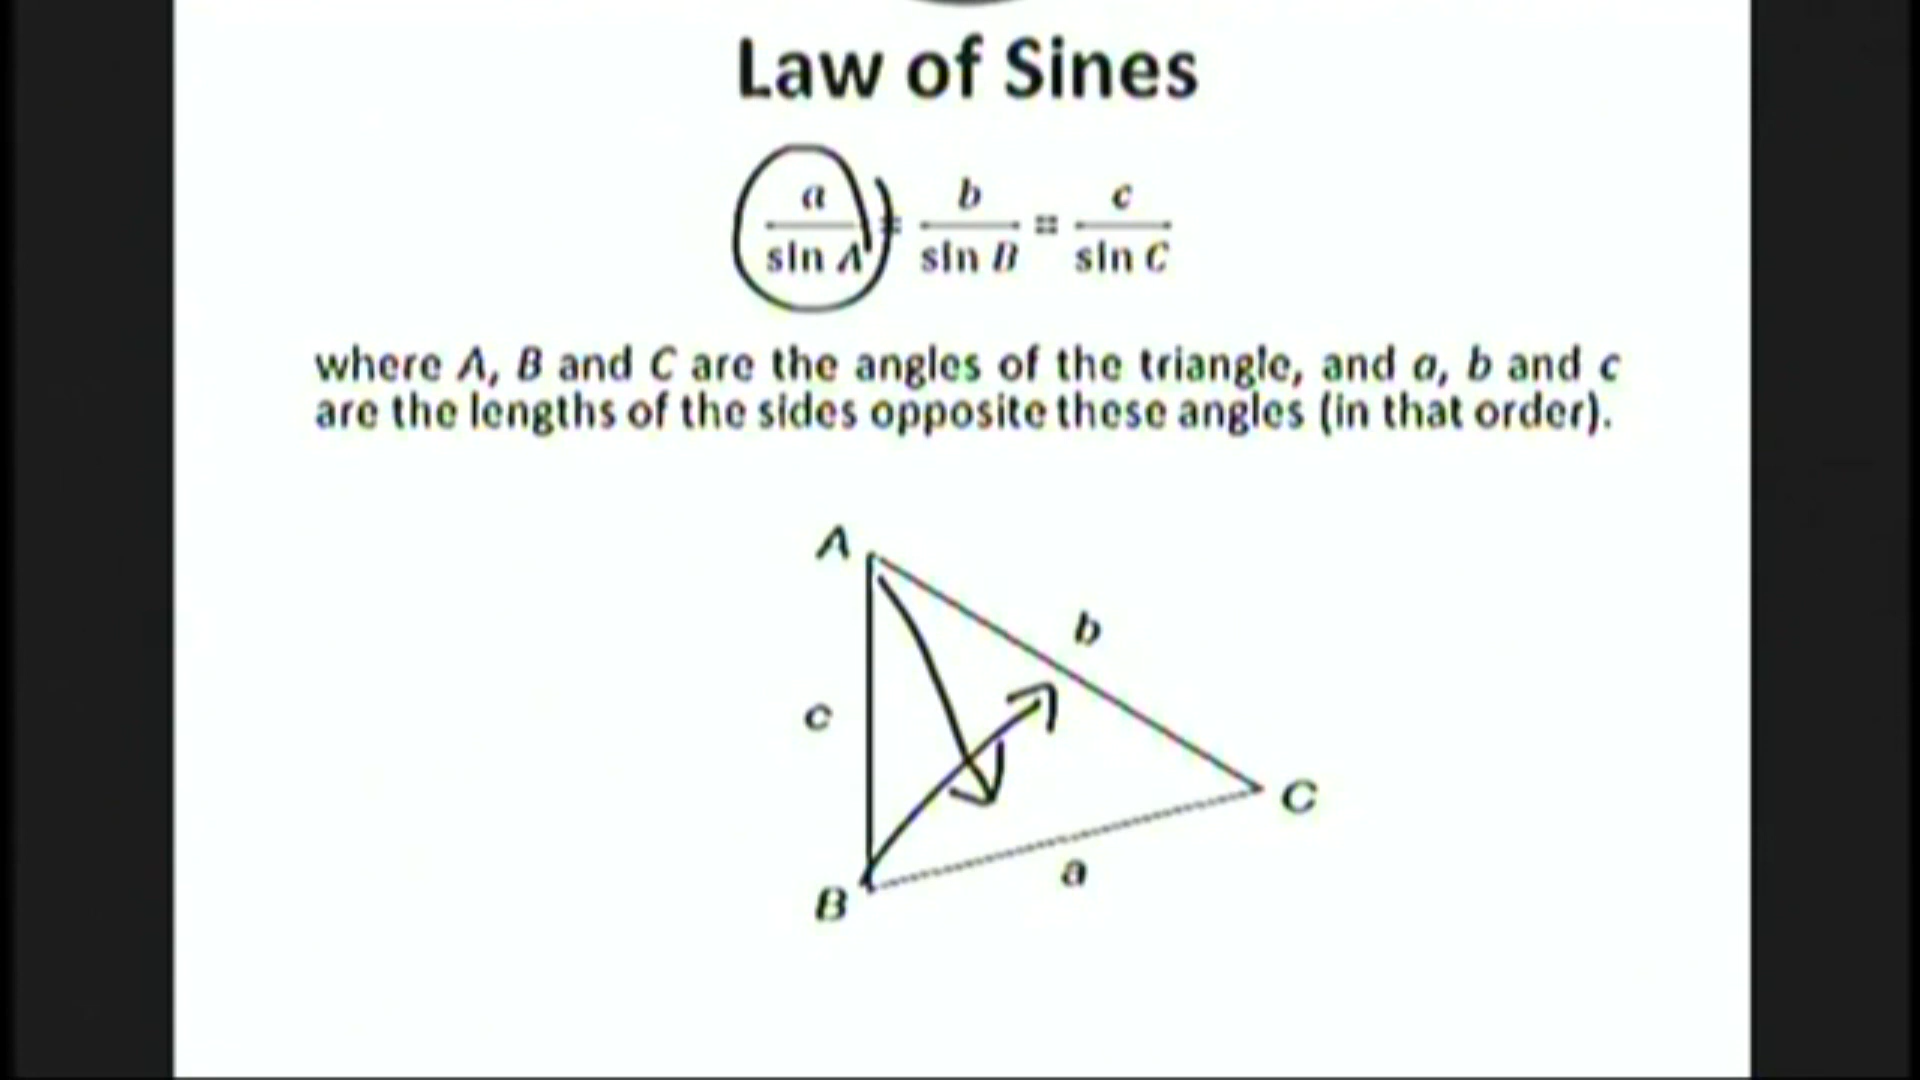 Law of Sines
a/sin A = b/sin B = c/sin C
where A, B and C are the angles of the triangle, and a, b and c
are the lengths of the sides opposite these angles (in that order).
A
b
c
C
a
B